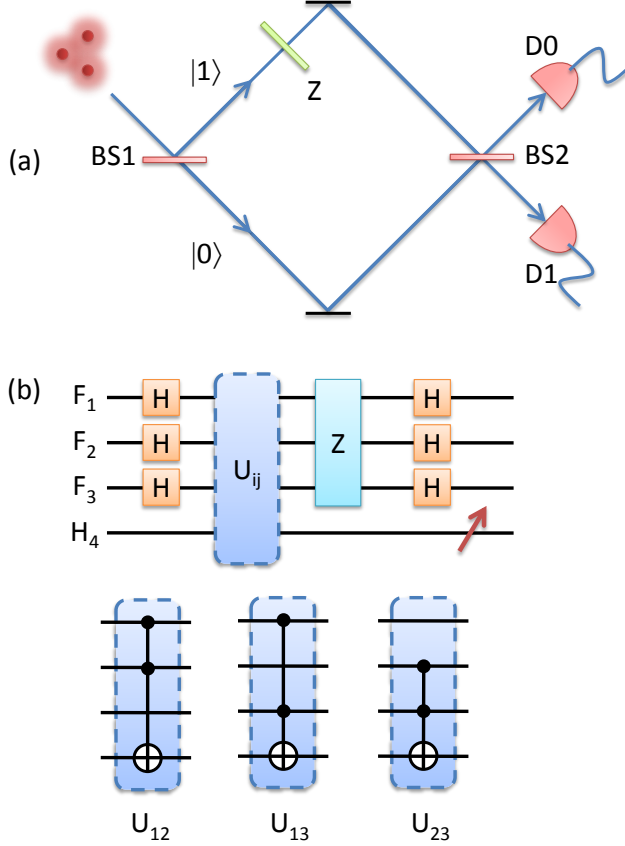 D0
|1⟩
Z
BS1
BS2
(a)
|0⟩
D1
(b)
F₁ H H
F₂ H Z H
F₃ H Uᵢⱼ H
H₄
U₁₂ U₁₃ U₂₃